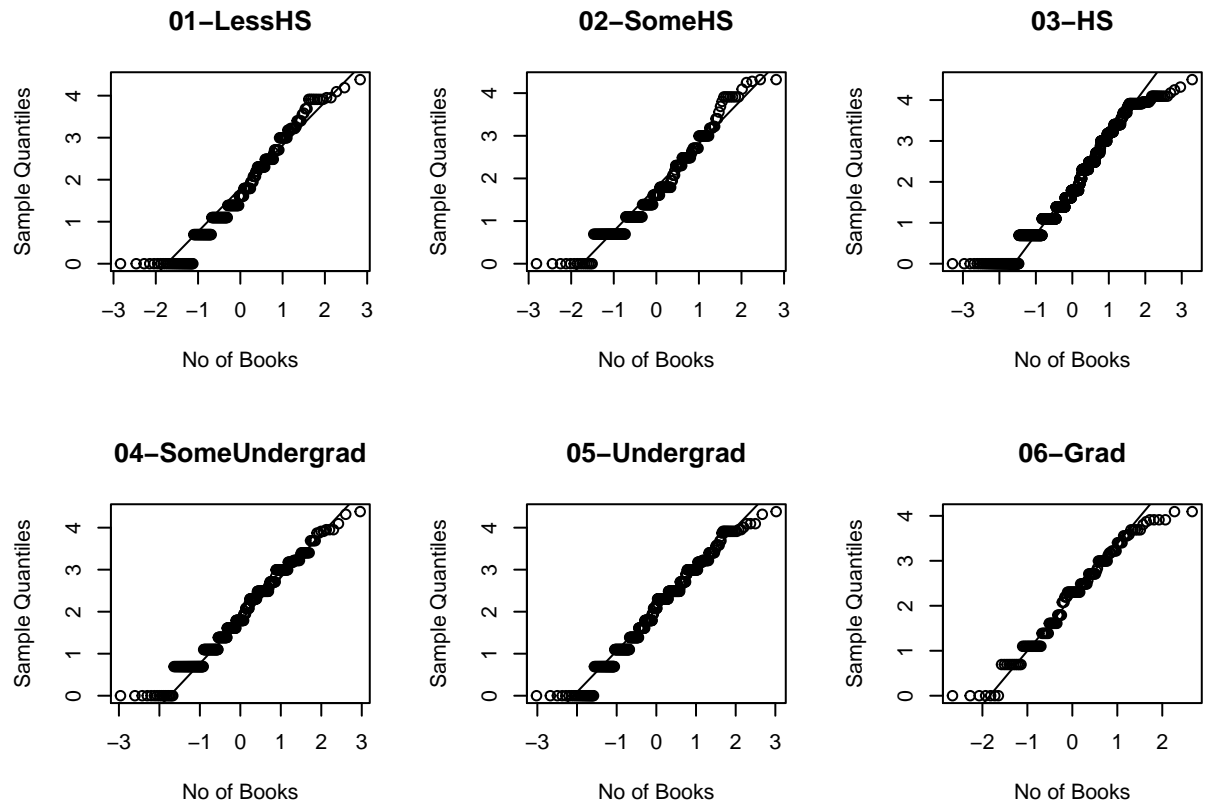 01−LessHS
Sample Quantiles
0 1 2 3 4
−3 −2 −1 0 1 2 3
No of Books
02−SomeHS
Sample Quantiles
0 1 2 3 4
−3 −2 −1 0 1 2 3
No of Books
03−HS
Sample Quantiles
0 1 2 3 4
−3 −2 −1 0 1 2 3
No of Books
04−SomeUndergrad
Sample Quantiles
0 1 2 3 4
−3 −2 −1 0 1 2 3
No of Books
05−Undergrad
Sample Quantiles
0 1 2 3 4
−3 −2 −1 0 1 2 3
No of Books
06−Grad
Sample Quantiles
0 1 2 3 4
−2 −1 0 1 2
No of Books